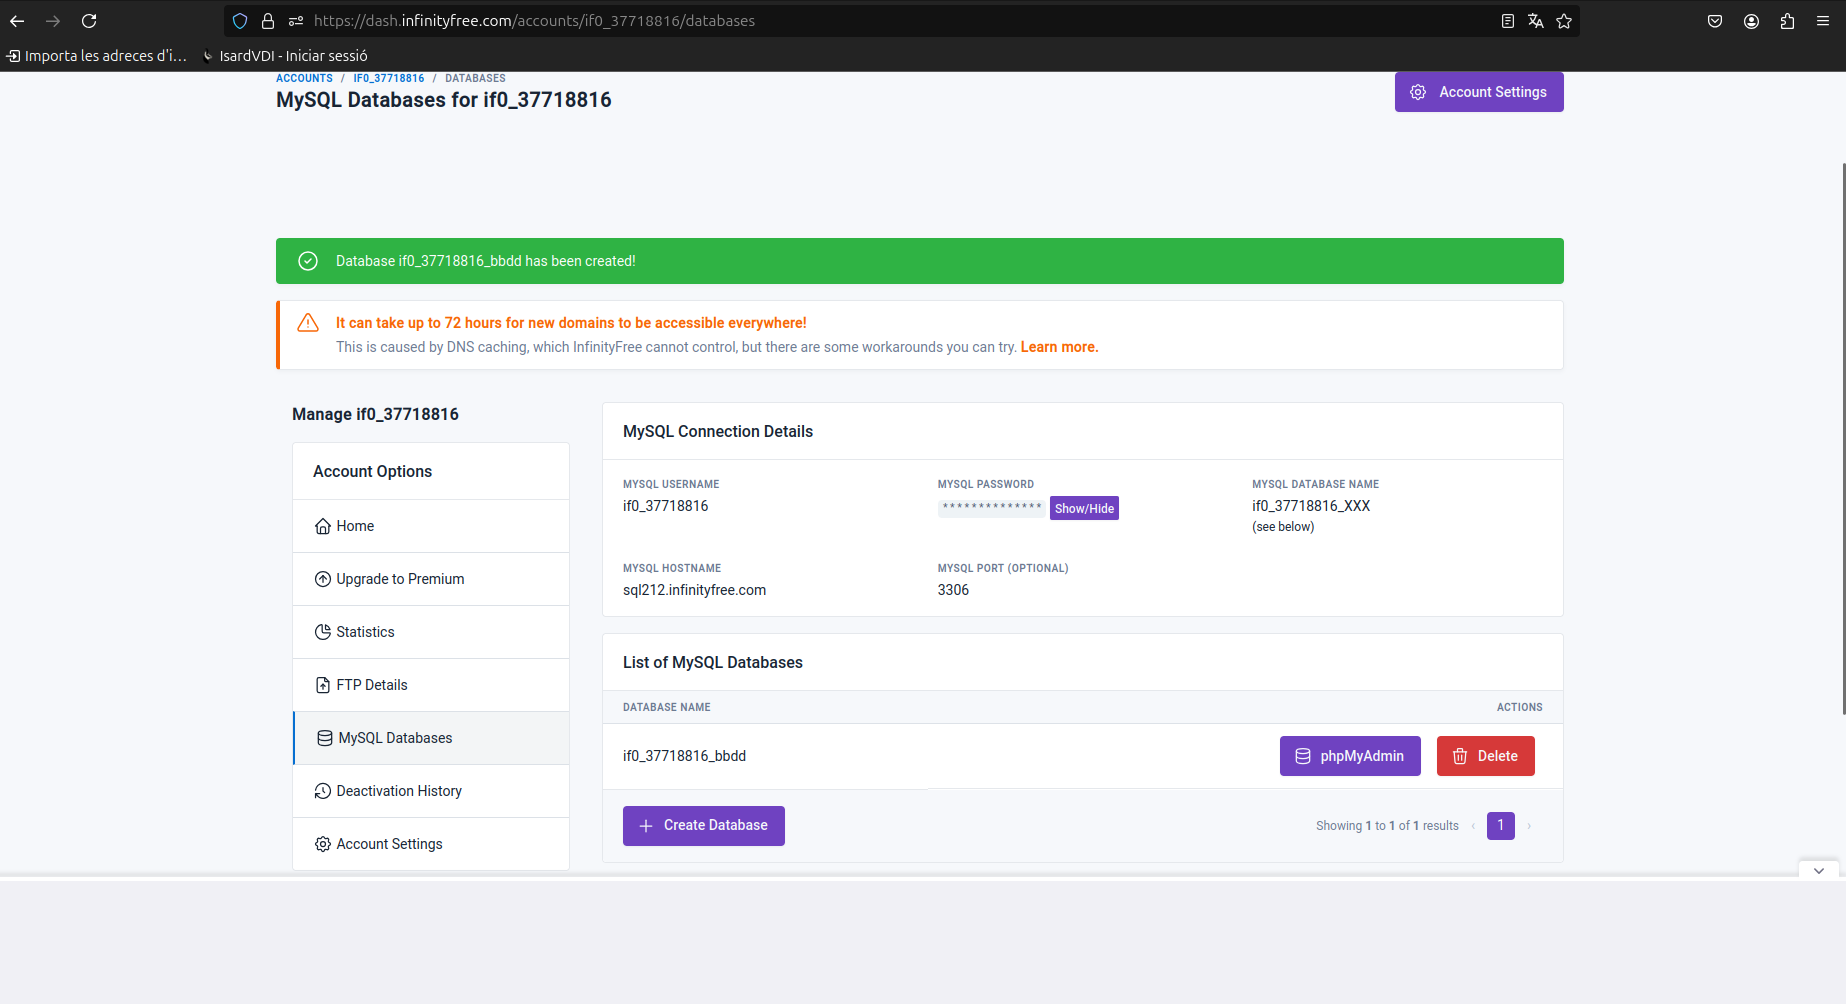 https://dash.infinityfree.com/accounts/if0_37718816/databases
Importa les adreces d'i... IsardVDI - Iniciar sessió
ACCOUNTS / IF0_37718816 / DATABASES
MySQL Databases for if0_37718816
Account Settings
Database if0_37718816_bbdd has been created!
It can take up to 72 hours for new domains to be accessible everywhere!
This is caused by DNS caching, which InfinityFree cannot control, but there are some workarounds you can try. Learn more.
Manage if0_37718816
Account Options
Home
Upgrade to Premium
Statistics
FTP Details
MySQL Databases
Deactivation History
Account Settings
MySQL Connection Details
MYSQL USERNAME
if0_37718816
MYSQL PASSWORD
************** Show/Hide
MYSQL DATABASE NAME
if0_37718816_XXX
(see below)
MYSQL HOSTNAME
sql212.infinityfree.com
MYSQL PORT (OPTIONAL)
3306
List of MySQL Databases
DATABASE NAME ACTIONS
if0_37718816_bbdd phpMyAdmin Delete
Create Database Showing 1 to 1 of 1 results ‹ 1 ›